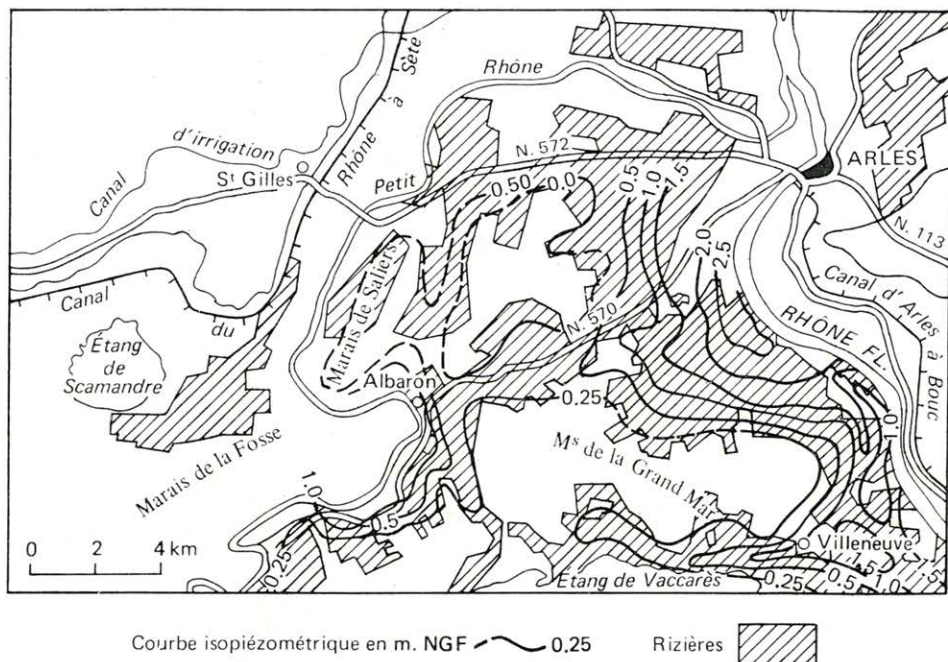 Rhône
à
Sète
Rhône
d'irrigation
Canal
St Gilles
Petit
Rhône
N. 572
ARLES
N. 113
0.50
0.0
0.5
1.0
1.5
2.0
2.5
Canal d'Arles à Bouc
RHÔNE FL.
Canal
du
Étang
de
Scamandre
Marais de Saliers
N. 570
Albaron
0.25
1.0
Marais de la Fosse
Ms de la Grand Mar
1.0
0.5
0.25
Villeneuve
Étang de Vaccarès
0.25
0.5
1.5
1.0
1.5
0 2 4 km
Courbe isopiézométrique en m. NGF 0.25
Rizières